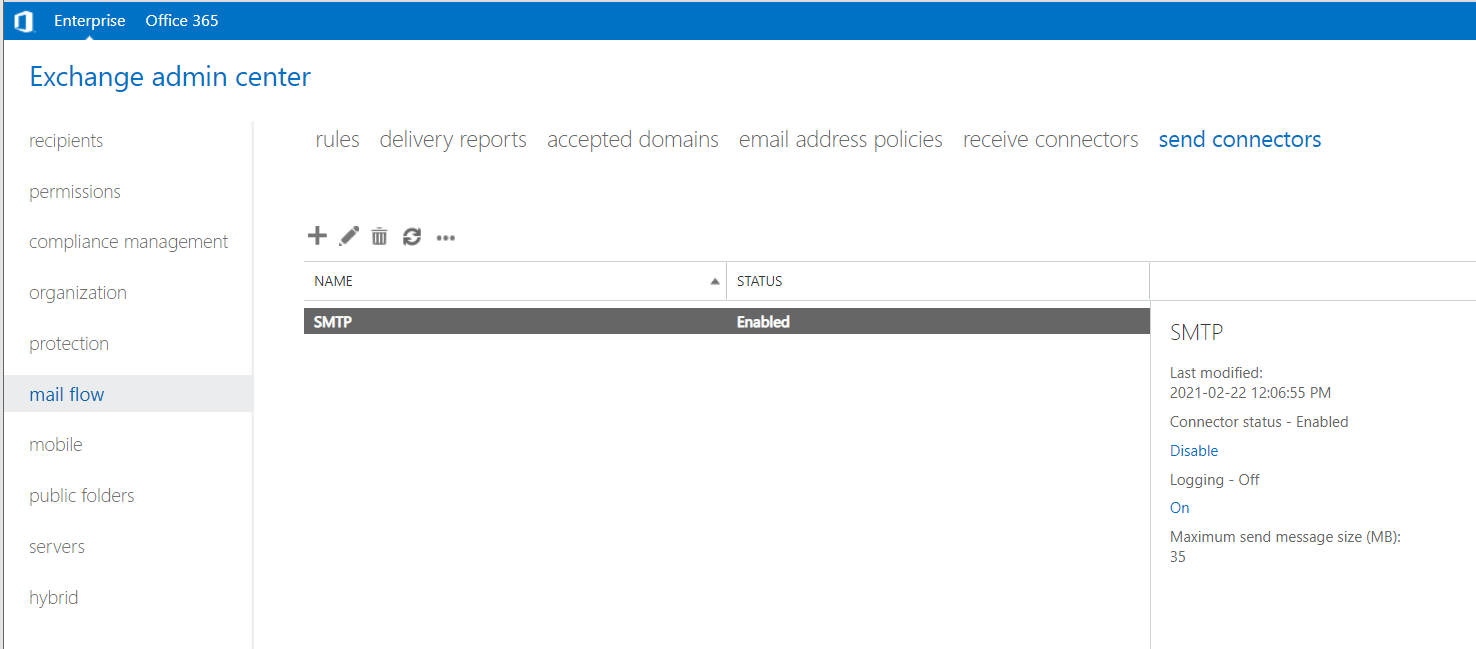 Enterprise Office 365
Exchange admin center
recipients
permissions
compliance management
organization
protection
mail flow
mobile
public folders
servers
hybrid
rules delivery reports accepted domains email address policies receive connectors send connectors
NAME STATUS
SMTP Enabled
SMTP
Last modified:
2021-02-22 12:06:55 PM
Connector status - Enabled
Disable
Logging - Off
On
Maximum send message size (MB):
35